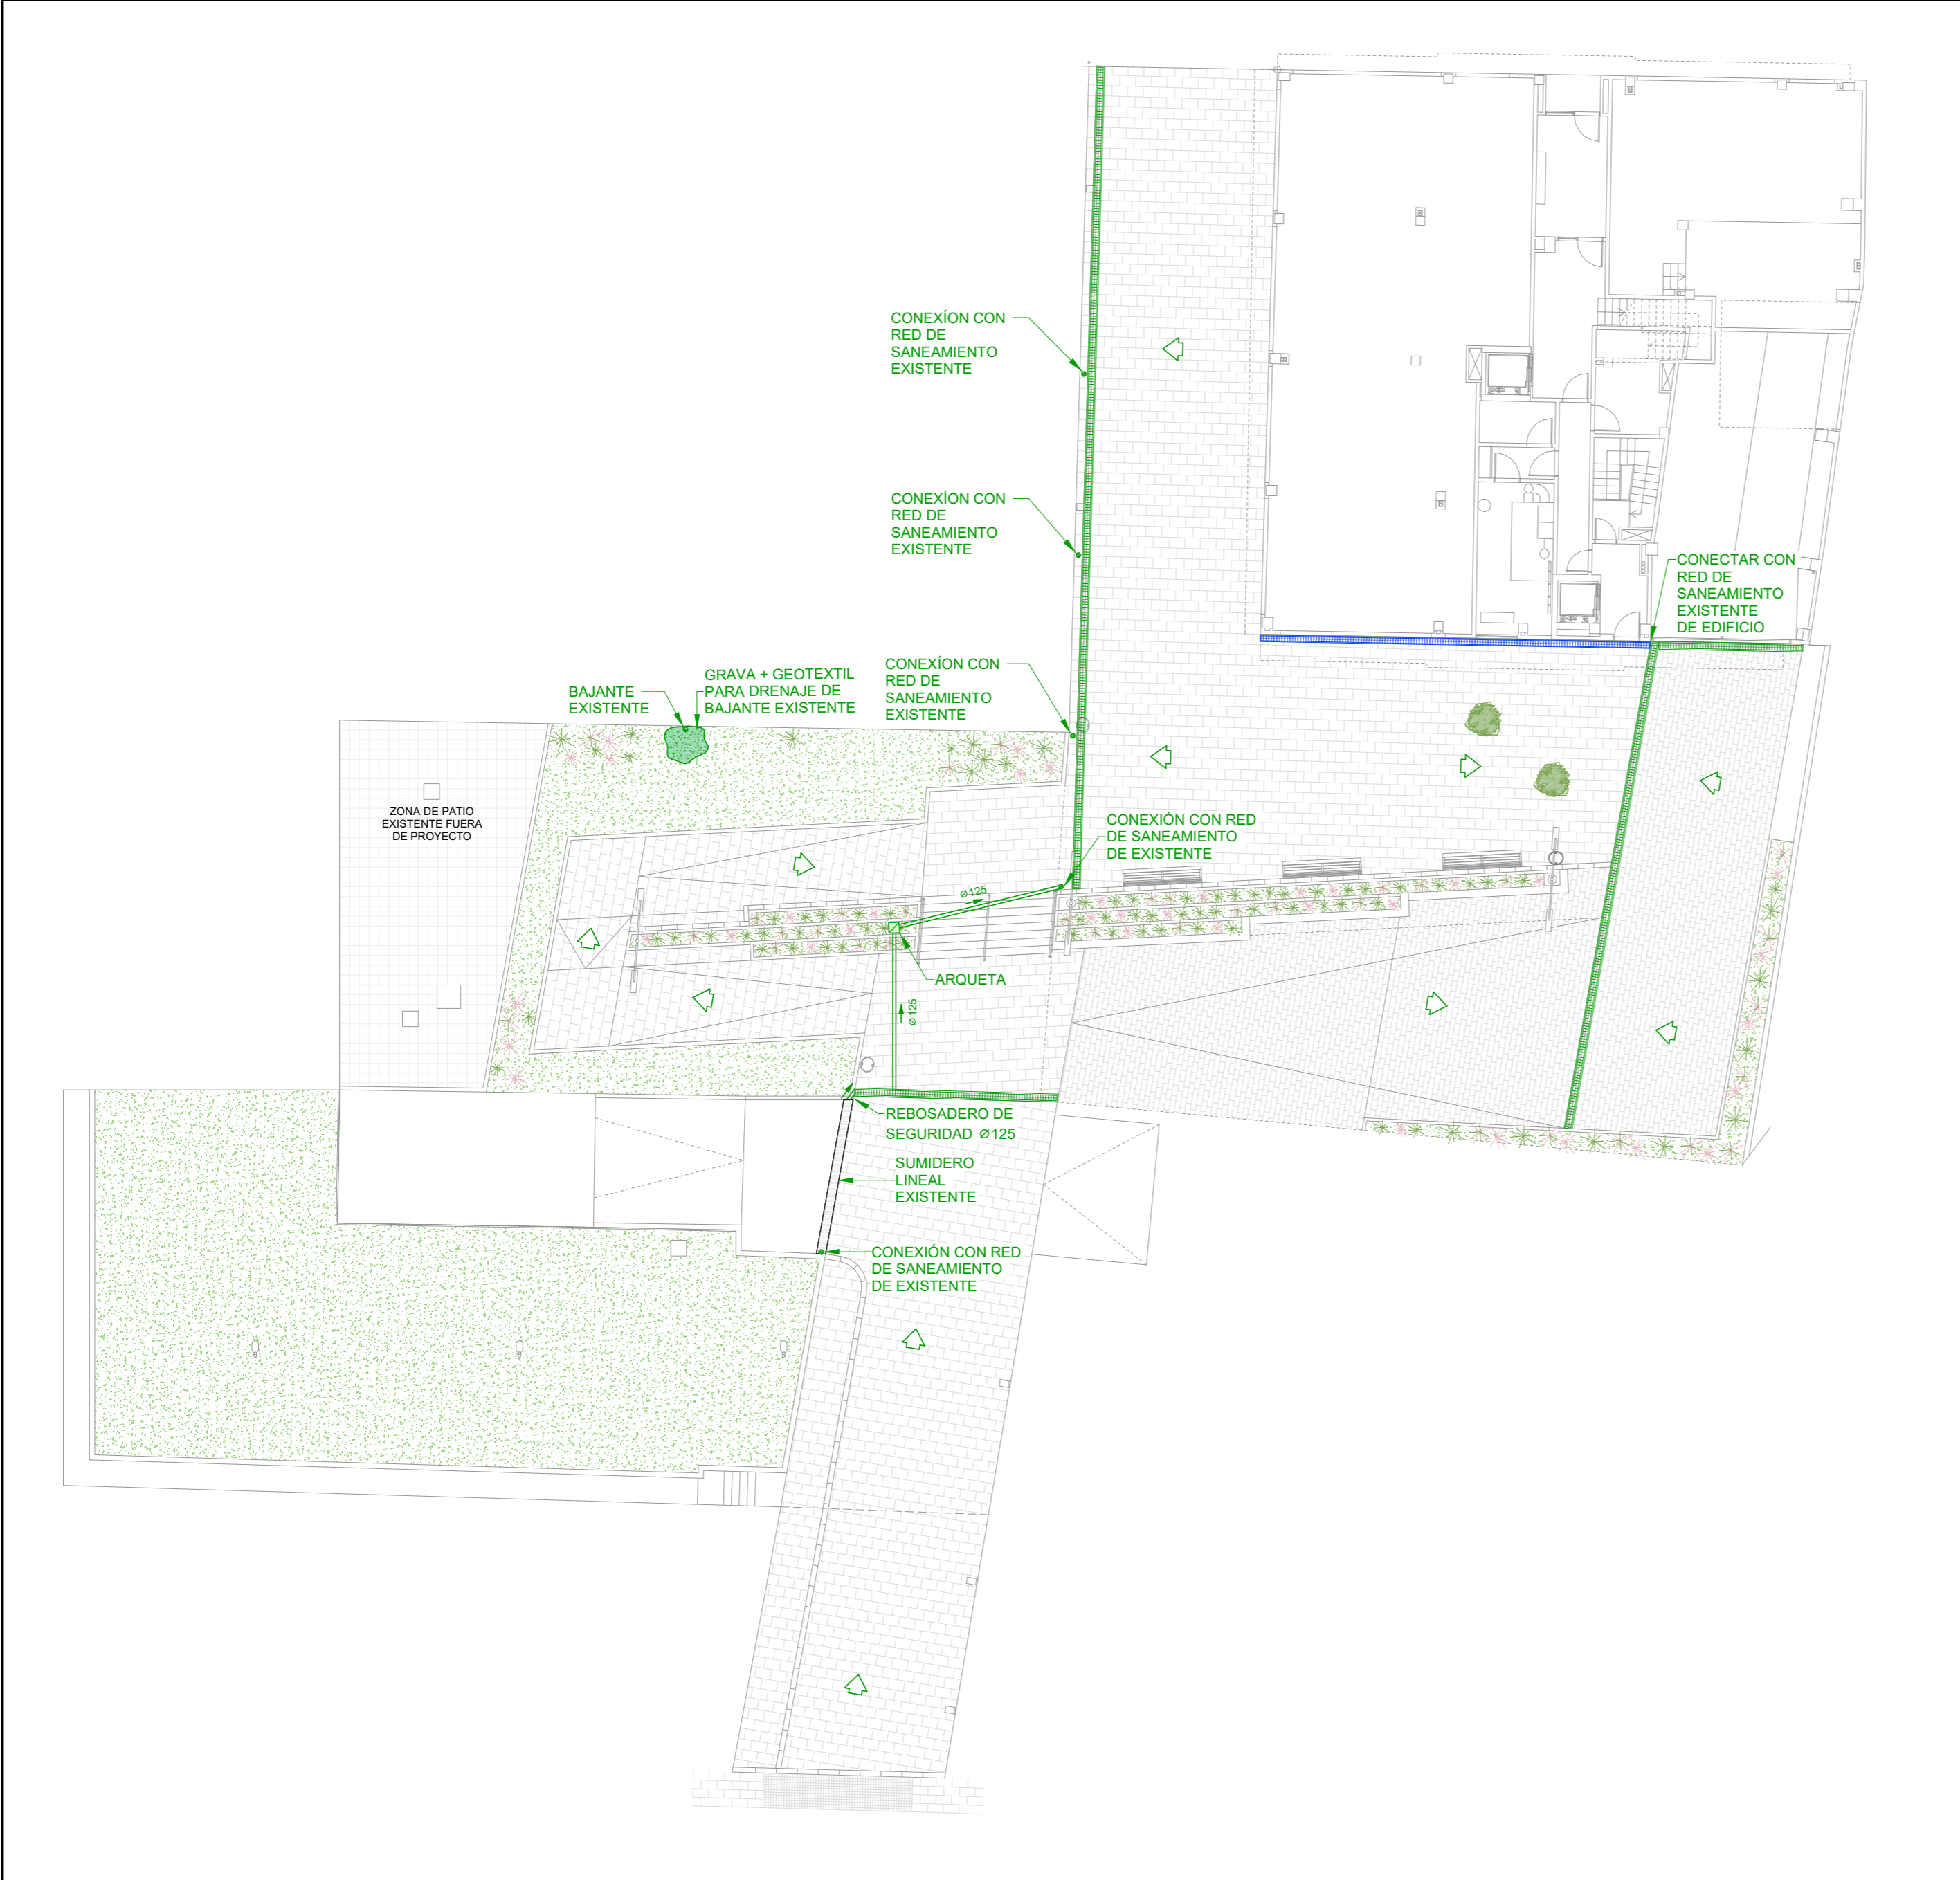 CONEXÍON CON
RED DE
SANEAMIENTO
EXISTENTE
CONEXÍON CON
RED DE
SANEAMIENTO
EXISTENTE
CONECTAR CON
RED DE
SANEAMIENTO
EXISTENTE
DE EDIFICIO
CONEXÍON CON
RED DE
SANEAMIENTO
EXISTENTE
GRAVA + GEOTEXTIL
PARA DRENAJE DE
BAJANTE EXISTENTE
BAJANTE
EXISTENTE
ZONA DE PATIO
EXISTENTE FUERA
DE PROYECTO
CONEXIÓN CON RED
DE SANEAMIENTO
DE EXISTENTE
Ø125
ARQUETA
Ø125
REBOSADERO DE
SEGURIDAD Ø125
SUMIDERO
LINEAL
EXISTENTE
CONEXIÓN CON RED
DE SANEAMIENTO
DE EXISTENTE